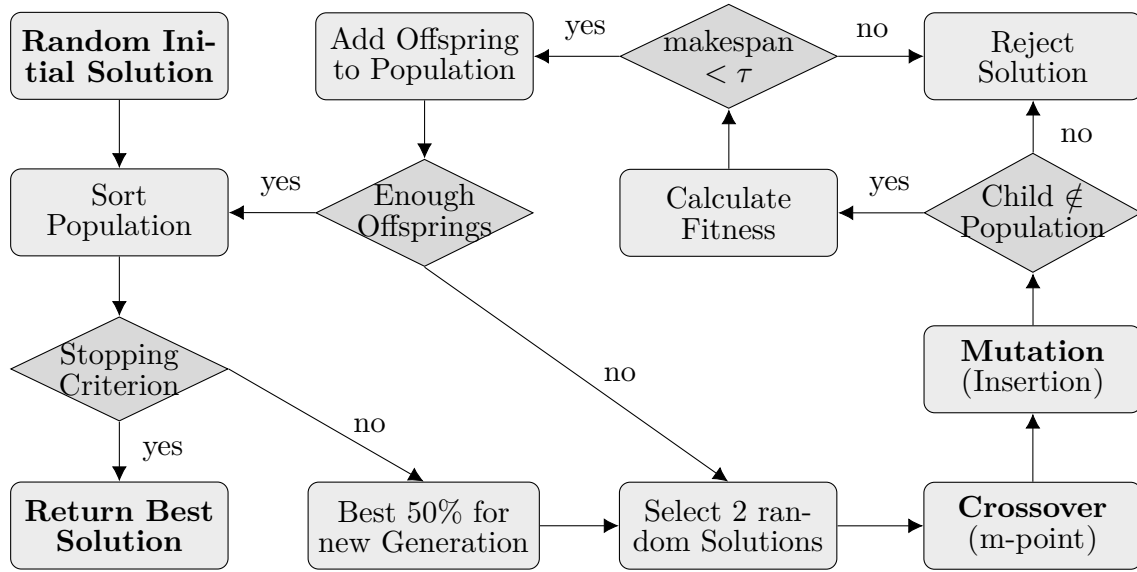 Random Ini-
tial Solution
Add Offspring
to Population
yes
makespan
< τ
no
Reject
Solution
no
Sort
Population
yes
Enough
Offsprings
Calculate
Fitness
yes
Child ∉
Population
Stopping
Criterion
no
no
Mutation
(Insertion)
yes
Return Best
Solution
Best 50% for
new Generation
Select 2 ran-
dom Solutions
Crossover
(m-point)